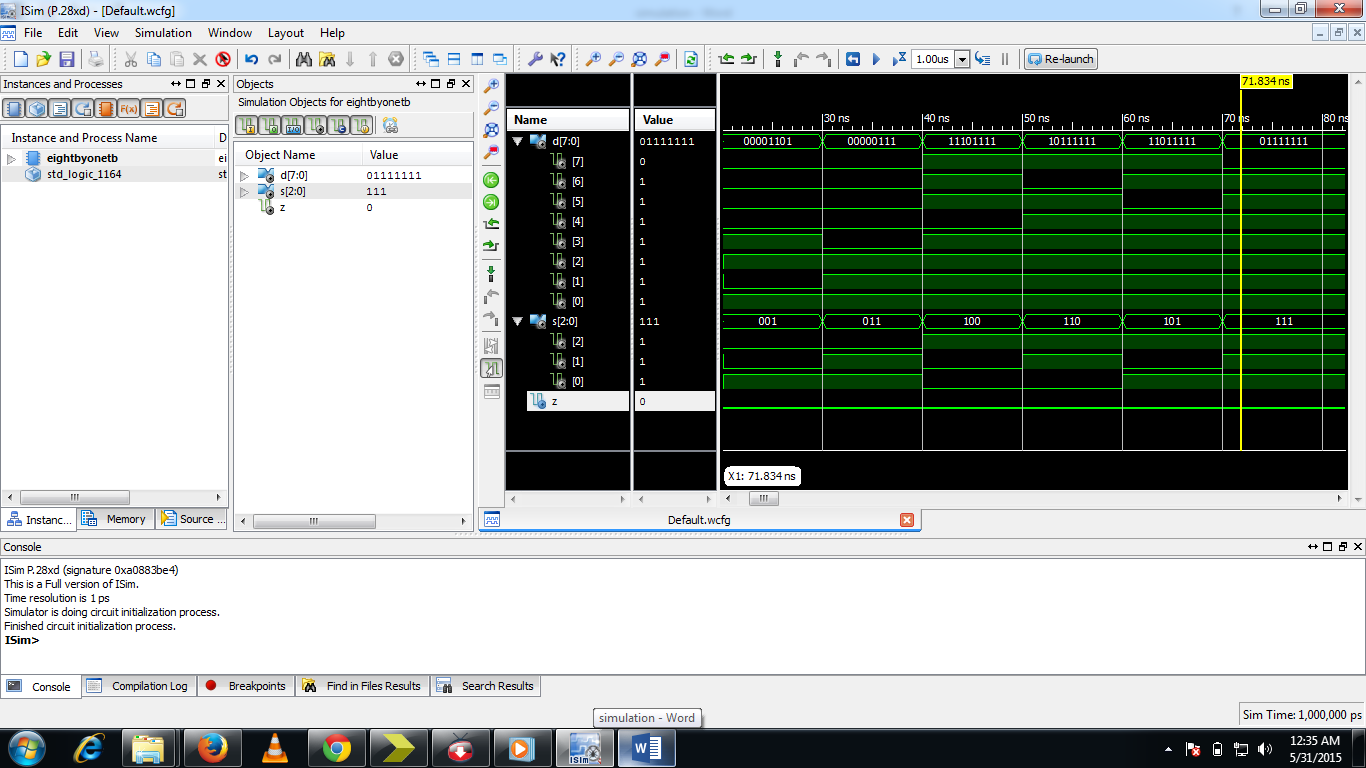 ISim (P.28xd) - [Default.wcfg]
File Edit View Simulation Window Layout Help
1.00us Re-launch
Instances and Processes
Instance and Process Name D
eightbyonetb ei
std_logic_1164 st
Instanc... Memory Source ...
Objects
Simulation Objects for eightbyonetb
Object Name Value
d[7:0] 01111111
s[2:0] 111
z 0
Name Value
d[7:0] 01111111
[7] 0
[6] 1
[5] 1
[4] 1
[3] 1
[2] 1
[1] 1
[0] 1
s[2:0] 111
[2] 1
[1] 1
[0] 1
z 0
71.834 ns
30 ns 40 ns 50 ns 60 ns 70 ns 80 ns
00001101 00000111 11101111 10111111 11011111 01111111
001 011 100 110 101 111
X1: 71.834 ns
Default.wcfg
Console
ISim P.28xd (signature 0xa0883be4)
This is a Full version of ISim.
Time resolution is 1 ps
Simulator is doing circuit initialization process.
Finished circuit initialization process.
ISim>
Console Compilation Log Breakpoints Find in Files Results Search Results
simulation - Word
Sim Time: 1,000,000 ps
ISim
12:35 AM
5/31/2015